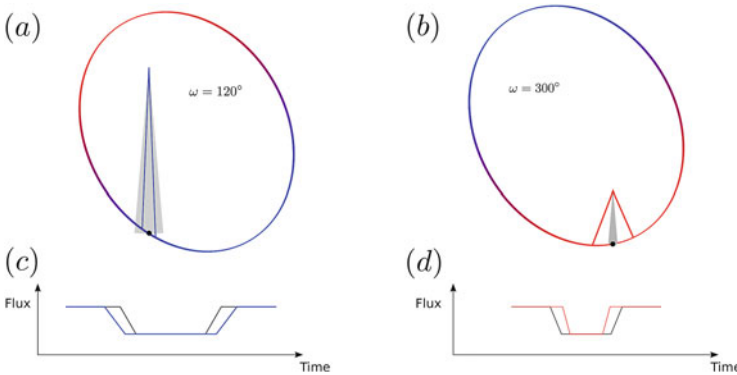 (a)
ω = 120°
(b)
ω = 300°
(c)
Flux
Time
(d)
Flux
Time